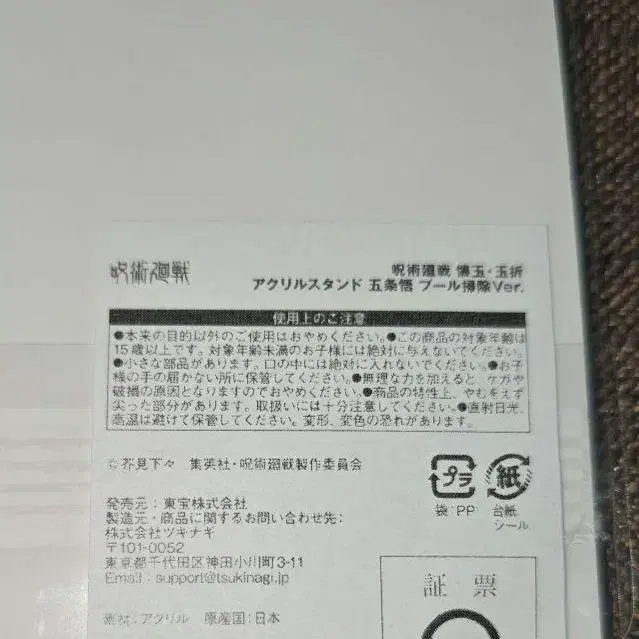 呪術廻戦
呪術廻戦 懐玉・玉折
アクリルスタンド 五条悟 プール掃除Ver.
使用上のご注意
●本来の目的以外のご使用はおやめください。●この商品の対象年齢は
15歳以上です。対象年齢未満のお子様には絶対に与えないでください。
●小さな部品があります。口の中には絶対に入れないでください。●お子
様の手の届かない所に保管してください。●無理な力を加えると、ケガや
破損の原因となりますのでおやめください。●商品の特性上、やむをえず
尖った部分があります。取扱いには十分注意してください。●直射日光、
高温は避けて保管してください。変形、変色の恐れがあります。
©芥見下々 集英社・呪術廻戦製作委員会
プラ
紙
袋:PP
台紙
シール
発売元:東宝株式会社
製造元・商品に関するお問い合わせ先:
株式会社ツキナギ
〒101-0052
東京都千代田区神田小川町3-11
Email:support@tsukinagi.jp
証票
素材:アクリル 原産国:日本